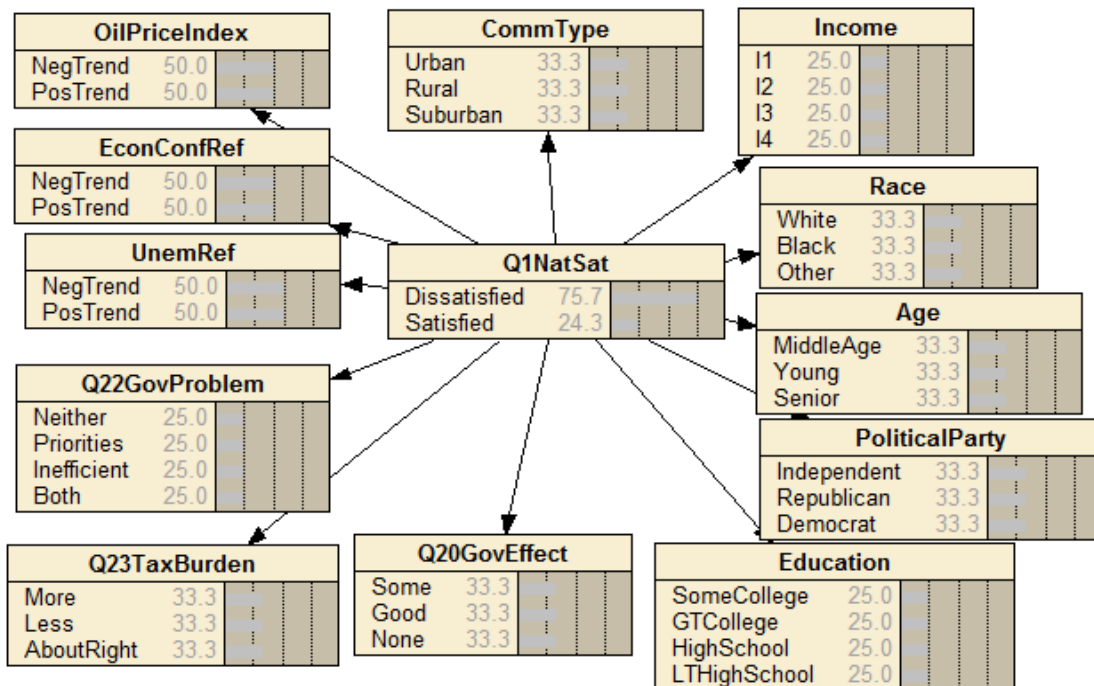 OilPriceIndex
NegTrend 50.0
PosTrend 50.0
CommType
Urban 33.3
Rural 33.3
Suburban 33.3
Income
I1 25.0
I2 25.0
I3 25.0
I4 25.0
EconConfRef
NegTrend 50.0
PosTrend 50.0
Race
White 33.3
Black 33.3
Other 33.3
UnemRef
NegTrend 50.0
PosTrend 50.0
Q1NatSat
Dissatisfied 75.7
Satisfied 24.3
Age
MiddleAge 33.3
Young 33.3
Senior 33.3
Q22GovProblem
Neither 25.0
Priorities 25.0
Inefficient 25.0
Both 25.0
PoliticalParty
Independent 33.3
Republican 33.3
Democrat 33.3
Q23TaxBurden
More 33.3
Less 33.3
AboutRight 33.3
Q20GovEffect
Some 33.3
Good 33.3
None 33.3
Education
SomeCollege 25.0
GTCollege 25.0
HighSchool 25.0
LTHighSchool 25.0